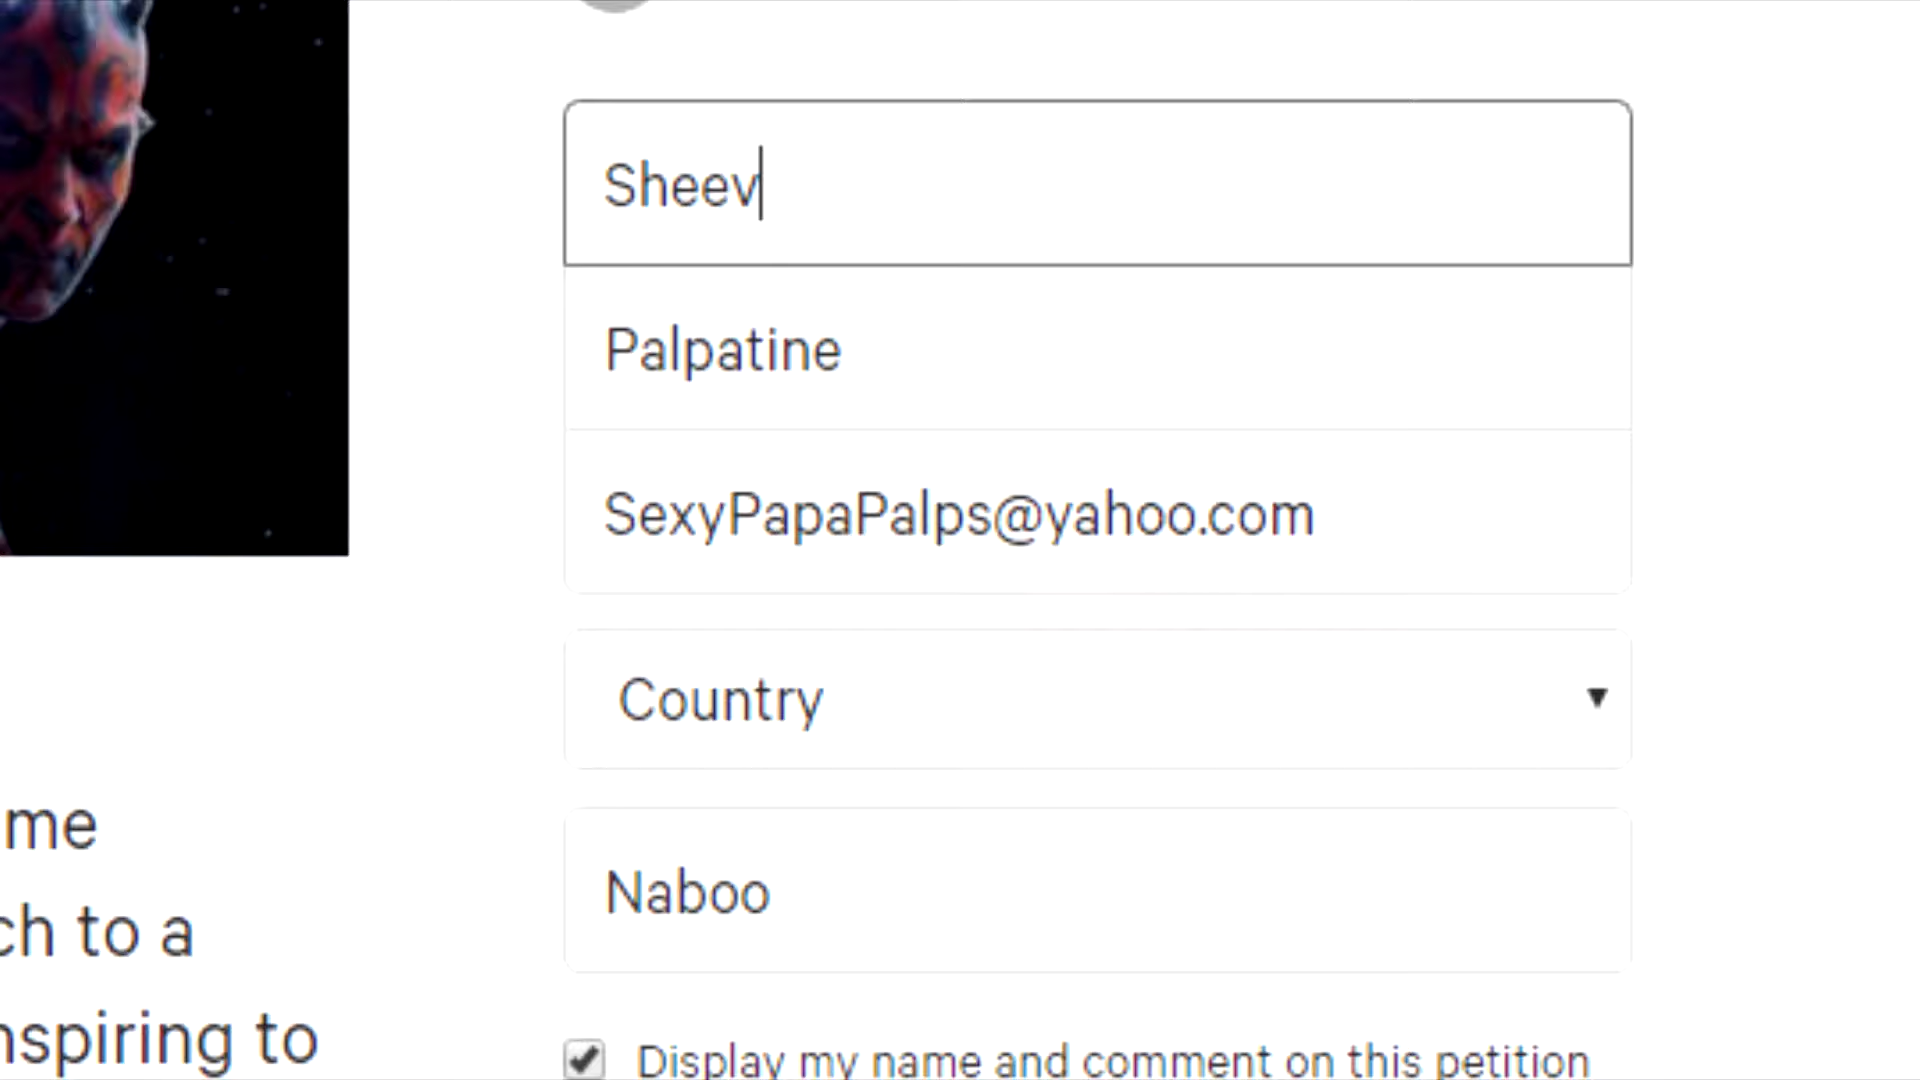 Sheev
Palpatine
SexyPapaPalps@yahoo.com
Country
Naboo
me
ch to a
nspiring to
Display my name and comment on this petition